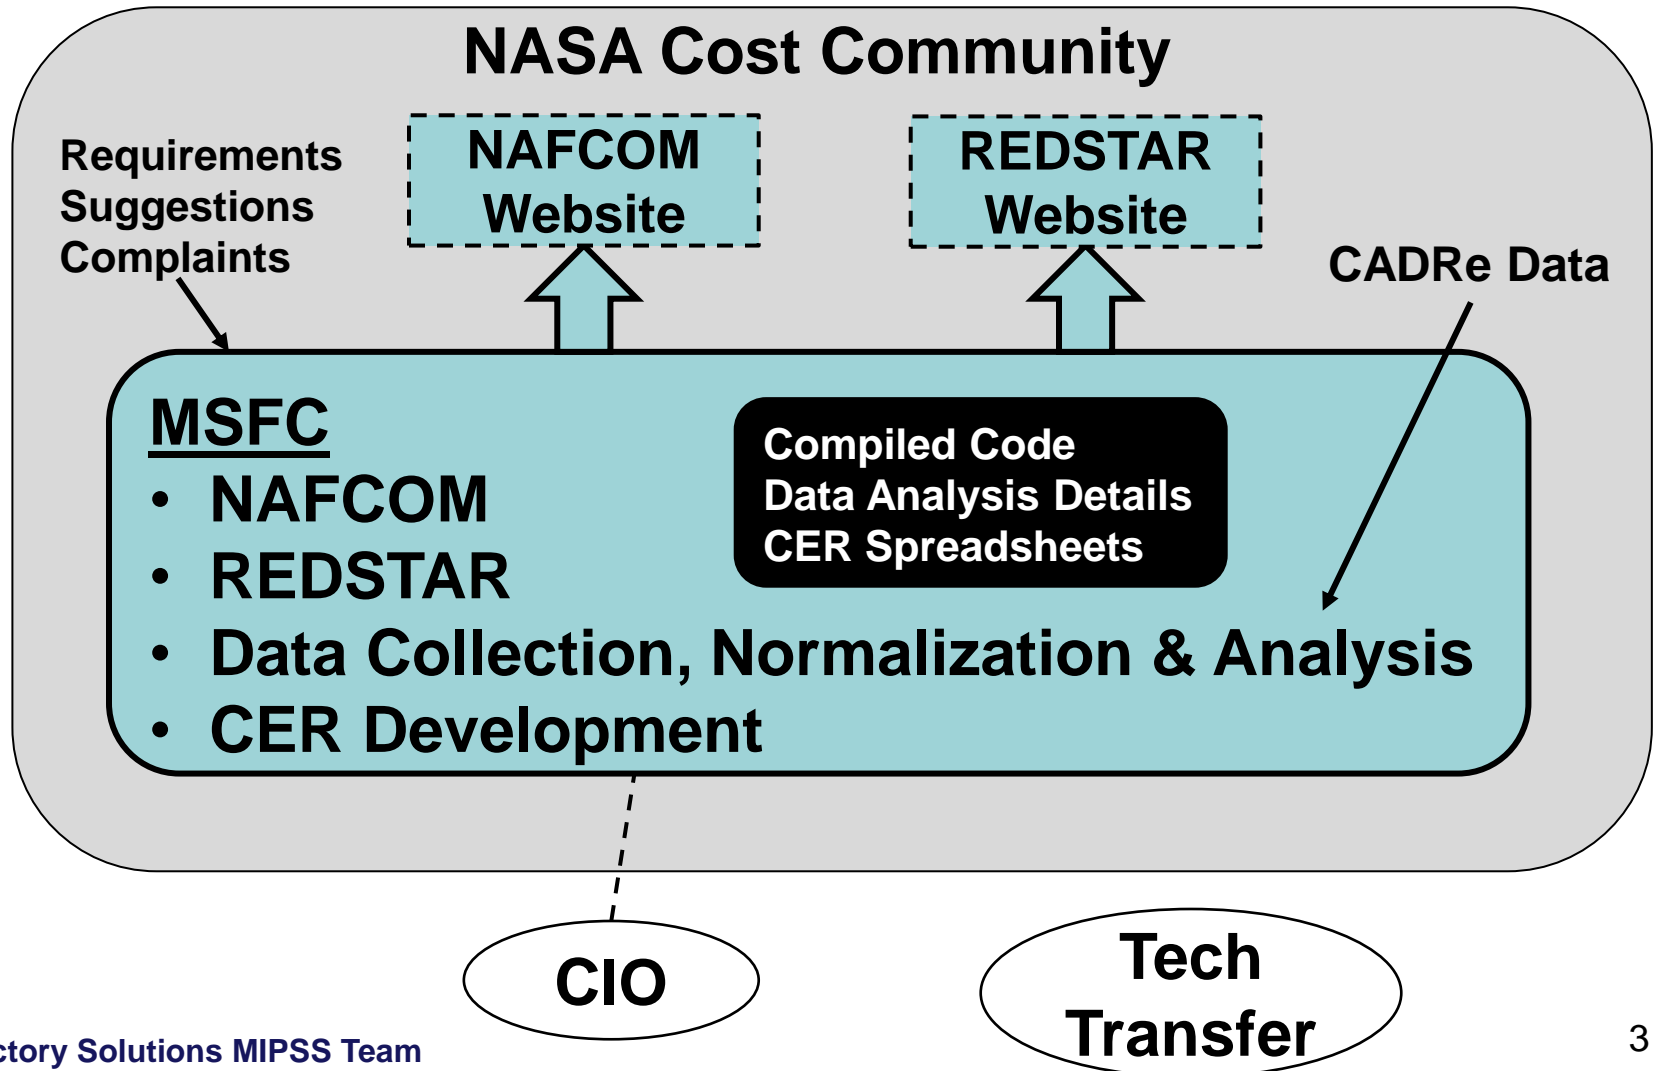 NASA Cost Community
Requirements
Suggestions
Complaints
NAFCOM
Website
REDSTAR
Website
CADRe Data
MSFC
• NAFCOM
• REDSTAR
• Data Collection, Normalization & Analysis
• CER Development
Compiled Code
Data Analysis Details
CER Spreadsheets
CIO
Tech
Transfer
ctory Solutions MIPSS Team
3